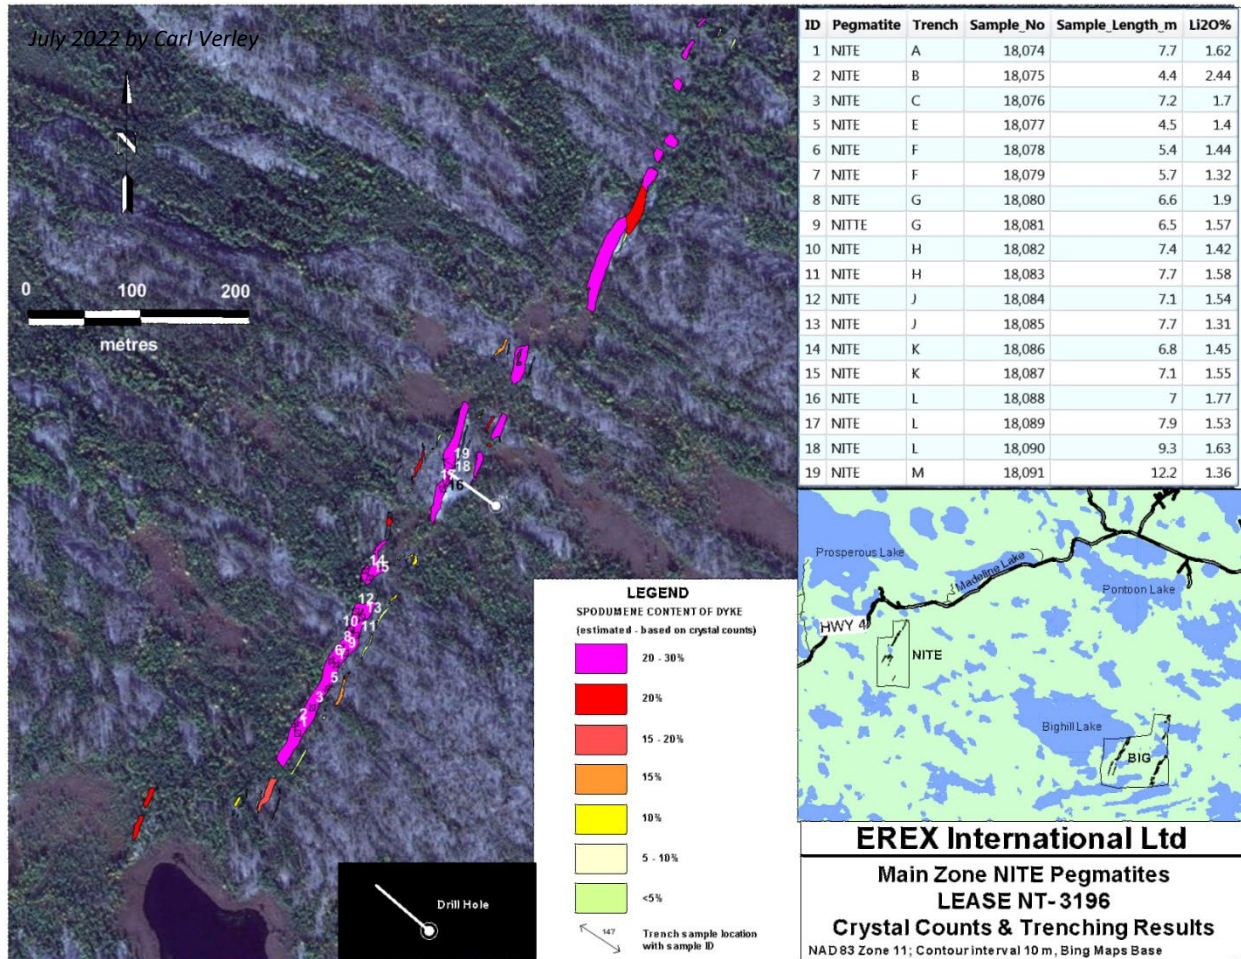 July 2022 by Carl Verley
N
0 100 200
metres
ID Pegmatite Trench Sample_No Sample_Length_m Li2O%
1 NITE A 18,074 7.7 1.62
2 NITE B 18,075 4.4 2.44
3 NITE C 18,076 7.2 1.7
5 NITE E 18,077 4.5 1.4
6 NITE F 18,078 5.4 1.44
7 NITE F 18,079 5.7 1.32
8 NITE G 18,080 6.6 1.9
9 NITTE G 18,081 6.5 1.57
10 NITE H 18,082 7.4 1.42
11 NITE H 18,083 7.7 1.58
12 NITE J 18,084 7.1 1.54
13 NITE J 18,085 7.7 1.31
14 NITE K 18,086 6.8 1.45
15 NITE K 18,087 7.1 1.55
16 NITE L 18,088 7 1.77
17 NITE L 18,089 7.9 1.53
18 NITE L 18,090 9.3 1.63
19 NITE M 18,091 12.2 1.36
19
18
17
16
14
15
12
13
10
11
8
9
6
7
5
3
2
1
LEGEND
SPODUMENE CONTENT OF DYKE
(estimated - based on crystal counts)
20 - 30%
20%
15 - 20%
15%
10%
5 - 10%
<5%
147
Trench sample location
with sample ID
Drill Hole
Prosperous Lake
Madeline Lake
Pontoon Lake
HWY 4
NITE
Bighill Lake
BIG
EREX International Ltd
Main Zone NITE Pegmatites
LEASE NT-3196
Crystal Counts & Trenching Results
NAD 83 Zone 11; Contour interval 10 m, Bing Maps Base